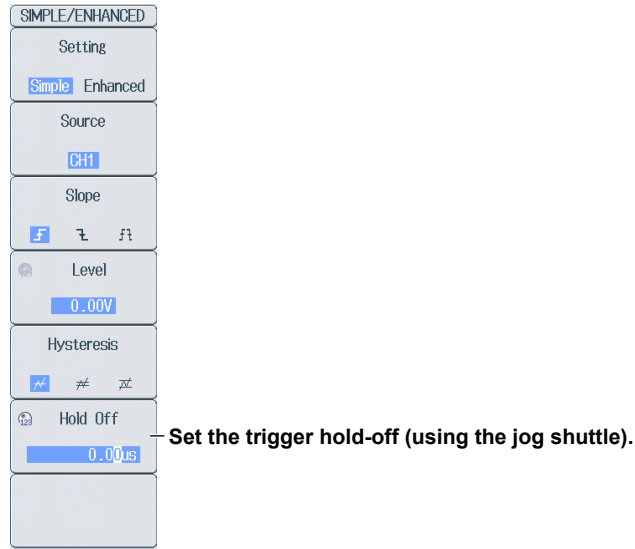 SIMPLE/ENHANCED
Setting
Simple Enhanced
Source
CH1
Slope
Level
0.00V
Hysteresis
Hold Off
0.00us
Set the trigger hold-off (using the jog shuttle).